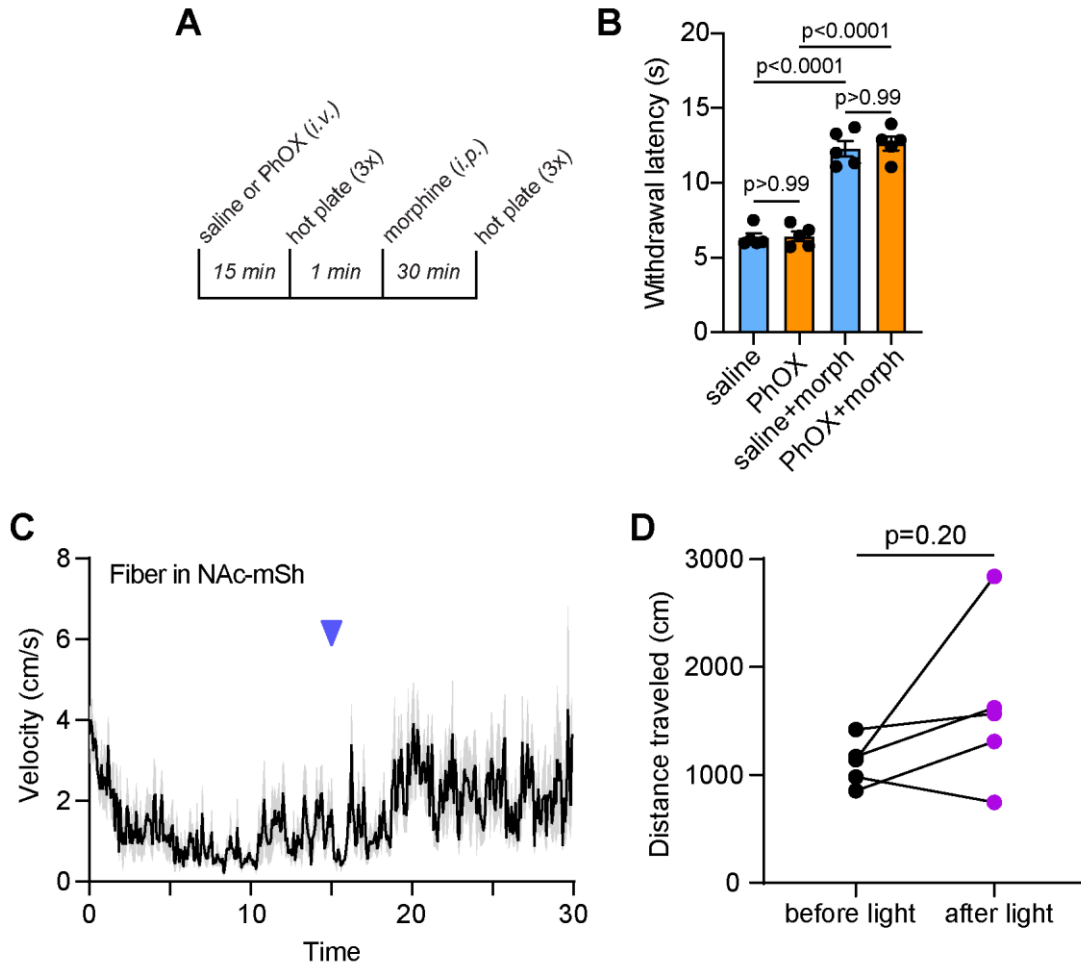 A
saline or PhOX (i.v.)
hot plate (3x)
morphine (i.p.)
hot plate (3x)
15 min
1 min
30 min
B
Withdrawal latency (s)
20
15
10
5
0
p<0.0001
p<0.0001
p>0.99
p>0.99
saline
PhOX
saline+morph
PhOX+morph
C
Fiber in NAc-mSh
Velocity (cm/s)
8
6
4
2
0
0
10
20
30
Time
D
p=0.20
Distance traveled (cm)
3000
2000
1000
0
before light
after light